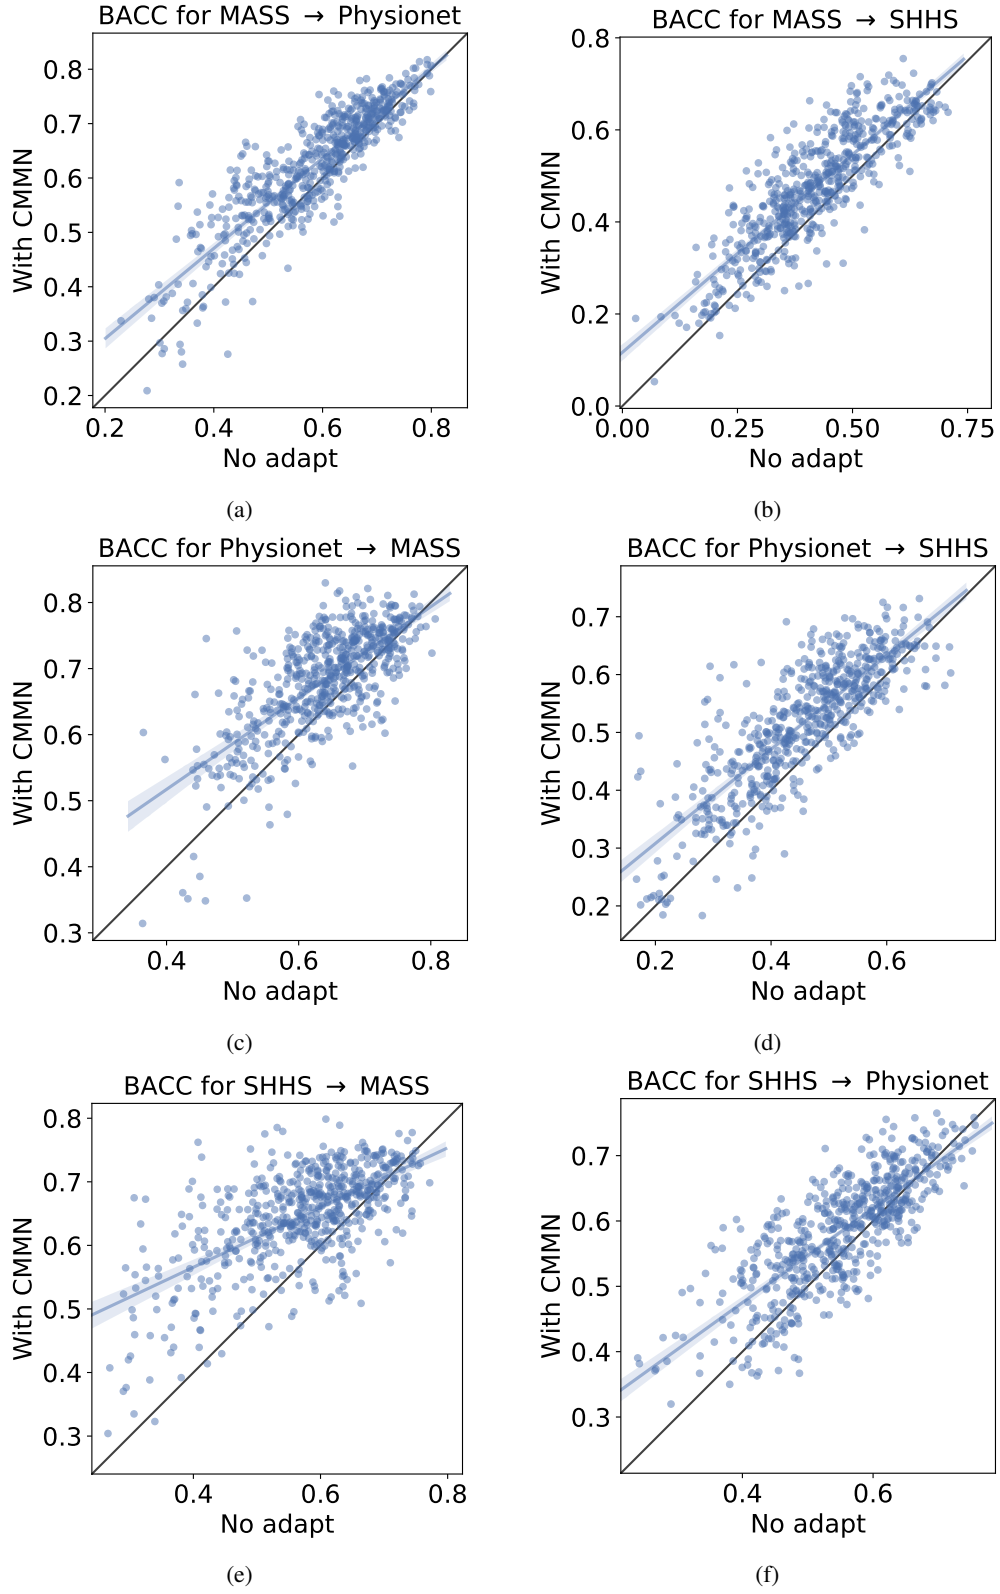 BACC for MASS → Physionet
0.8
0.7
0.6
0.5
0.4
0.3
0.2
With CMMN
0.2 0.4 0.6 0.8
No adapt
(a)
BACC for MASS → SHHS
0.8
0.6
0.4
0.2
0.0
With CMMN
0.00 0.25 0.50 0.75
No adapt
(b)
BACC for Physionet → MASS
0.8
0.7
0.6
0.5
0.4
0.3
With CMMN
0.4 0.6 0.8
No adapt
(c)
BACC for Physionet → SHHS
0.7
0.6
0.5
0.4
0.3
0.2
With CMMN
0.2 0.4 0.6
No adapt
(d)
BACC for SHHS → MASS
0.8
0.7
0.6
0.5
0.4
0.3
With CMMN
0.4 0.6 0.8
No adapt
(e)
BACC for SHHS → Physionet
0.7
0.6
0.5
0.4
0.3
With CMMN
0.4 0.6
No adapt
(f)